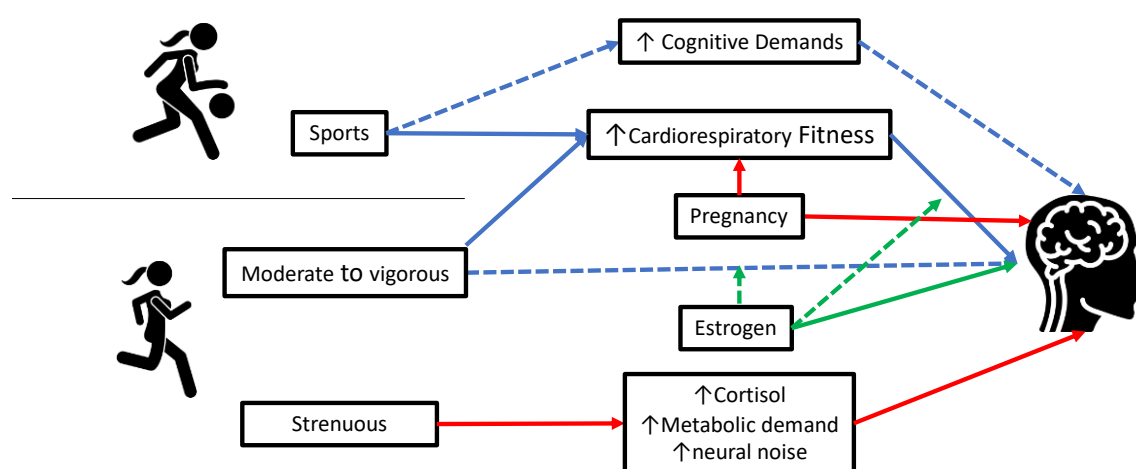 ↑ Cognitive Demands
Sports
↑Cardiorespiratory Fitness
Pregnancy
Moderate to vigorous
Estrogen
Strenuous
↑Cortisol
↑Metabolic demand
↑neural noise